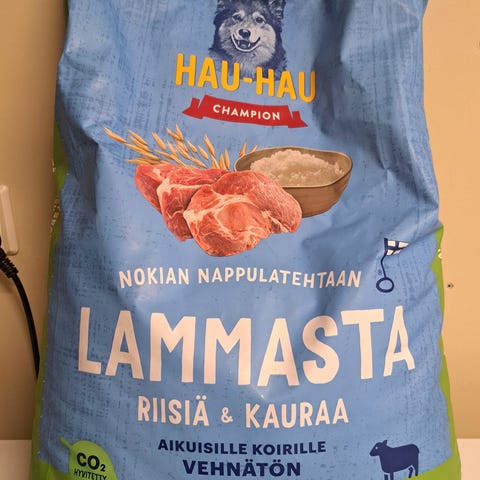 HAU-HAU
CHAMPION
NOKIAN NAPPULATEHTAAN
LAMMASTA
RIISIÄ & KAURAA
AIKUISILLE KOIRILLE
VEHNÄTÖN
CO2
HYVITETTY